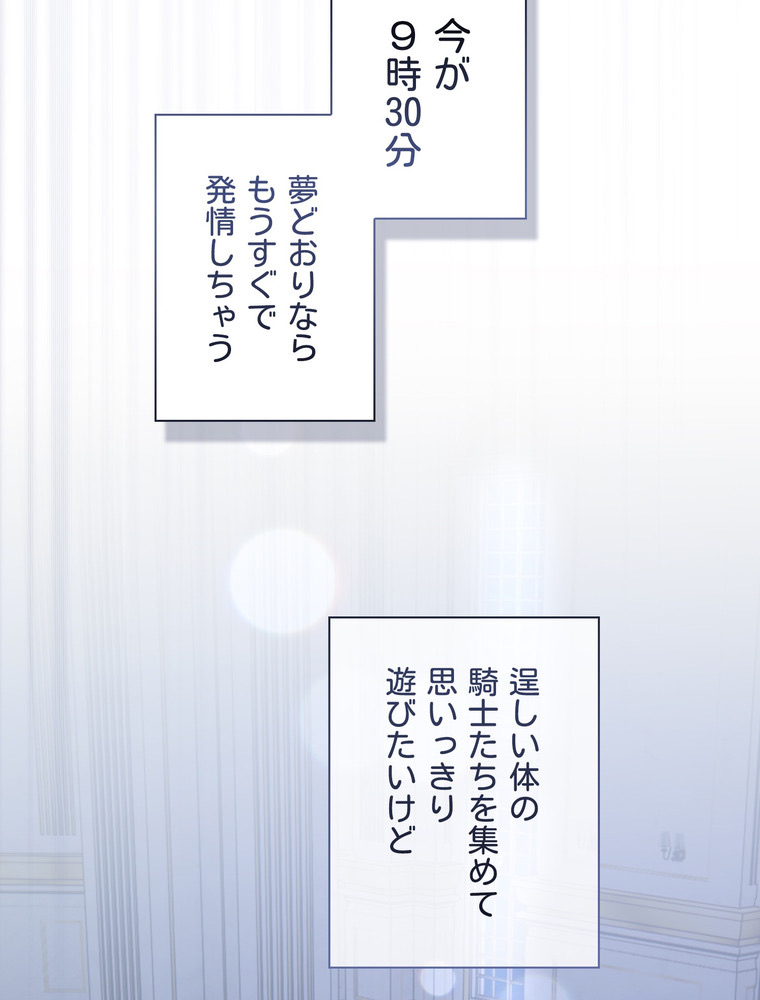 今が
９時30分
夢どおりなら
もうすぐで
発情しちゃう
逞しい体の
騎士たちを集めて
思いっきり
遊びたいけど